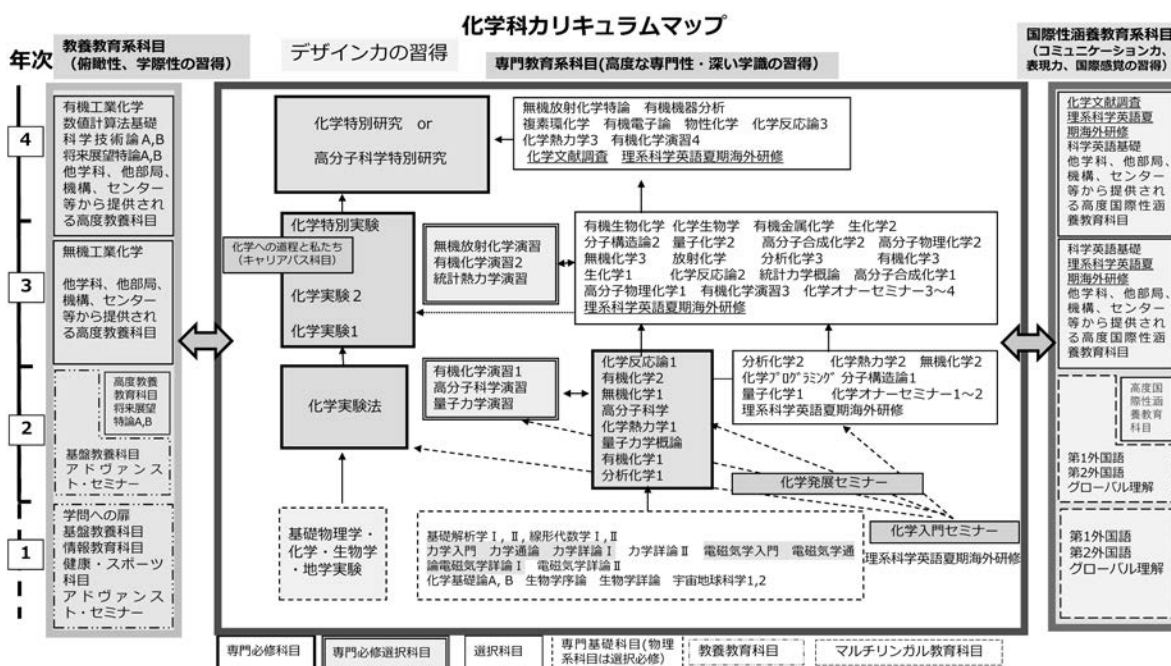 化学科カリキュラムマップ
年次
教養教育系科目
（俯瞰性、学際性の習得）
デザイン力の習得
専門教育系科目(高度な専門性・深い学識の習得）
国際性涵養教育系科目
（コミュニケーション力、
表現力、国際感覚の習得）
4
有機工業化学
数値計算法基礎
科学技術論A,B
将来展望特論A,B
他学科、他部局、
機構、センター
等から提供され
る高度教養科目
化学特別研究 or
高分子科学特別研究
無機放射化学特論 有機機器分析
複素環化学 有機電子論 物性化学 化学反応論3
化学熱力学3 有機化学演習4
化学文献調査 理系科学英語夏期海外研修
化学文献調査
理系科学英語夏
期海外研修
科学英語基礎
他学科、他部局、
機構、センター
等から提供され
る高度国際性涵
養教育科目
3
無機工業化学
他学科、他部局、
機構、センター
等から提供され
る高度教養科目
化学特別実験
化学への道程と私たち
（キャリアパス科目）
化学実験２
化学実験1
無機放射化学演習
有機化学演習2
統計熱力学演習
有機生物化学 化学生物学 有機金属化学 生化学2
分子構造論2 量子化学2 高分子合成化学2 高分子物理化学2
無機化学3 放射化学 分析化学3 有機化学3
生化学1 化学反応論2 統計力学概論 高分子合成化学1
高分子物理化学1 有機化学演習3 化学オナーセミナー3～4
理系科学英語夏期海外研修
科学英語基礎
理系科学英語夏
期海外研修
他学科、他部局、
機構、センター
等から提供され
る高度国際性涵
養教育科目
2
高度教養
教育科目
将来展望
特論A,B
基盤教養科目
アドヴァンス
ト・セミナー
化学実験法
有機化学演習1
高分子科学演習
量子力学演習
化学反応論1
有機化学2
無機化学1
高分子科学
化学熱力学1
量子力学概論
有機化学1
分析化学1
分析化学2 化学熱力学2 無機化学2
化学ﾌﾟﾛｸﾞﾗﾐﾝｸﾞ 分子構造論1
量子化学1 化学オナーセミナー1～2
理系科学英語夏期海外研修
高度国
際性涵
養教育
科目
第1外国語
第2外国語
グローバル理解
化学発展セミナー
1
学問への扉
基盤教養科目
情報教育科目
健康・スポーツ
科目
アドヴァンス
ト・セミナー
基礎物理学・
化学・生物学
・地学実験
基礎解析学Ⅰ, Ⅱ, 線形代数学Ⅰ, Ⅱ
力学入門 力学通論 力学詳論Ⅰ 力学詳論Ⅱ 電磁気学入門 電磁気学通
論電磁気学詳論Ⅰ 電磁気学詳論Ⅱ
化学基礎論A, B 生物学序論 生物学詳論 宇宙地球科学1,2
化学入門セミナー
理系科学英語夏期海外研修
第1外国語
第2外国語
グローバル理解
専門必修科目
専門必修選択科目
選択科目
専門基礎科目(物理
系科目は選択必修）
教養教育科目
マルチリンガル教育科目